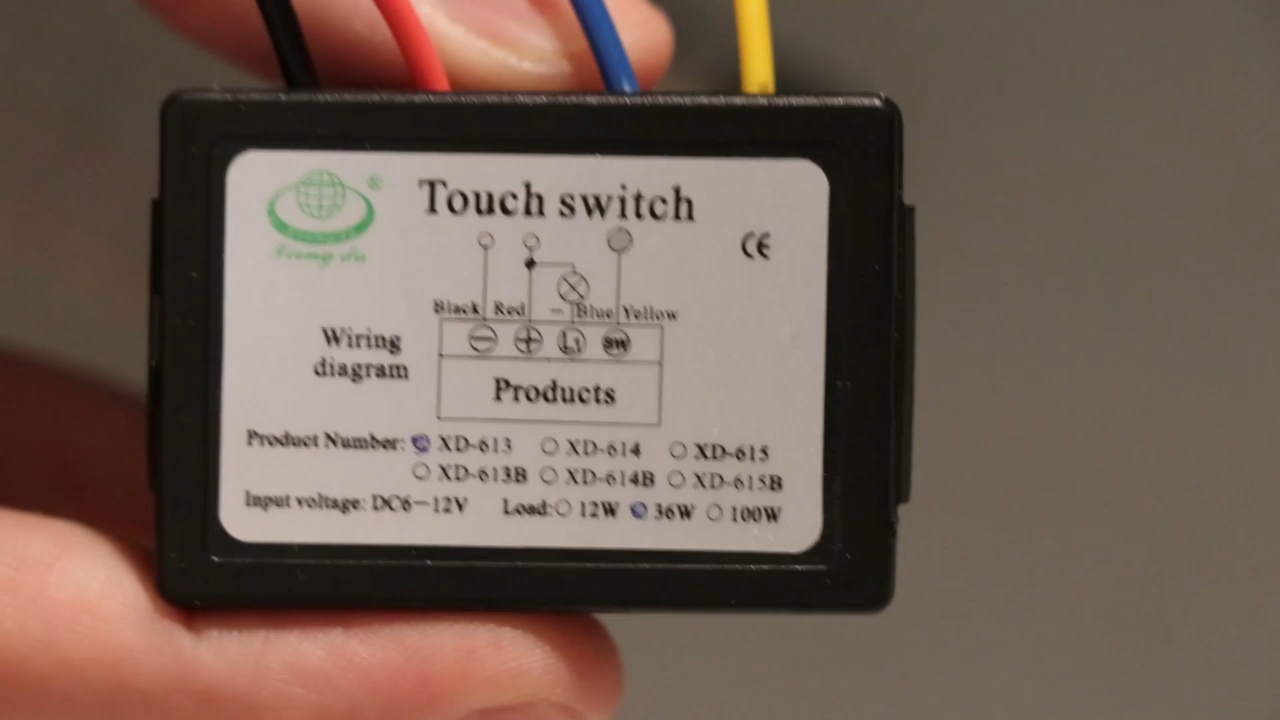 Touch switch
®
CE
Black Red − Blue Yellow
− + L1 SW
Wiring
diagram
Products
Product Number: XD-613 XD-614 XD-615
XD-613B XD-614B XD-615B
Input voltage: DC6−12V Load: 12W 36W 100W